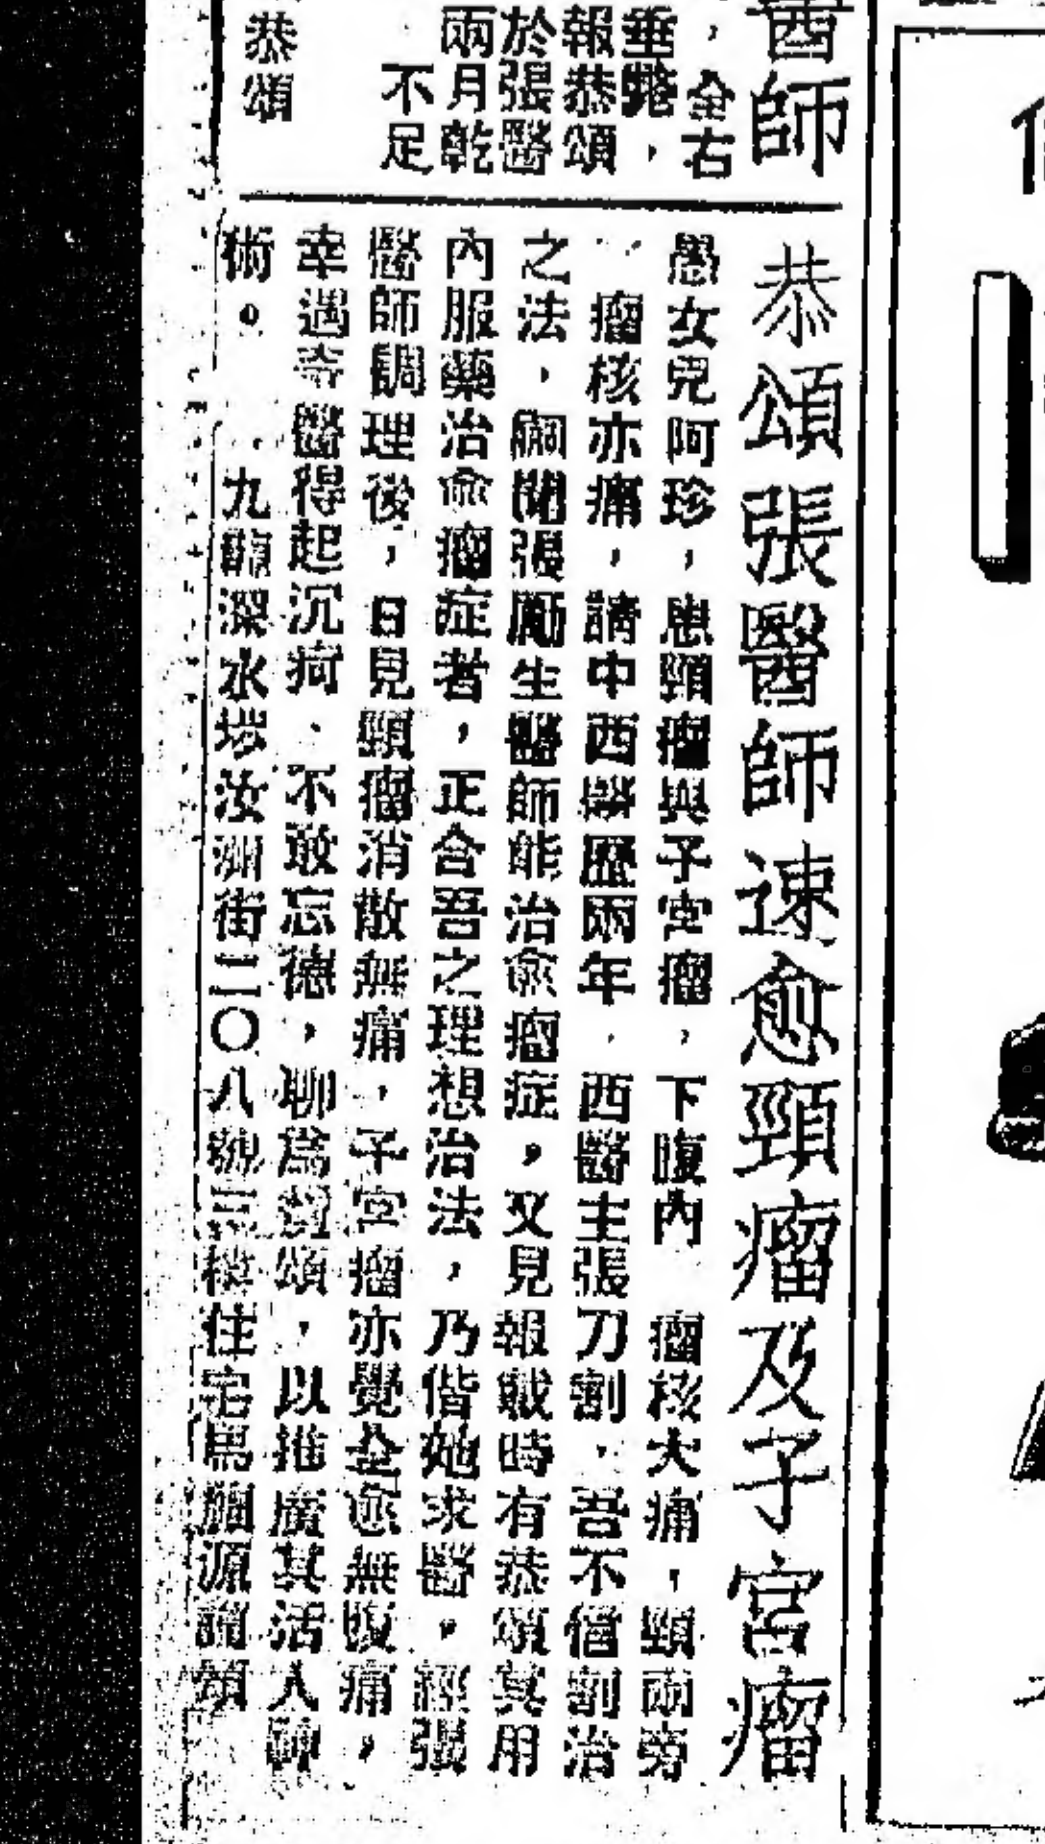 醫師
，全右
垂斃，
報恭頌
於張醫
兩月乾
不足
恭頌
恭頌張醫師速愈頸瘤及子宮瘤
愚女兒阿珍，患頸瘤與子宮瘤，下腹內瘤核大痛，頸兩旁
、瘤核亦痛，請中西醫歷兩年，西醫主張刀割，吾不信割治
之法，嗣聞張勵生醫師能治愈瘤症，又見報載時有恭頌其用
內服藥治愈瘤症者，正合吾之理想治法，乃偕她求醫，經張
醫師調理後，日見頸瘤消散無痛，子宮瘤亦覺全愈無腹痛，
幸遇奇醫得起沉疴、不敢忘德，聊爲頌，以推廣其活人神
術。九龍深水埗汝洲街二〇八號三樓住宅馬源謹頌